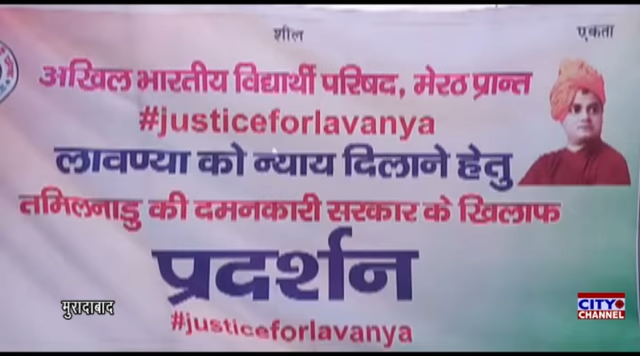 शील
एकता
अखिल भारतीय विद्यार्थी परिषद, मेरठ प्रान्त
#justiceforlavanya
लावण्या को न्याय दिलाने हेतु
तमिलनाडु की दमनकारी सरकार के खिलाफ
प्रदर्शन
#justiceforlavanya
मुरादाबाद
CITY
CHANNEL